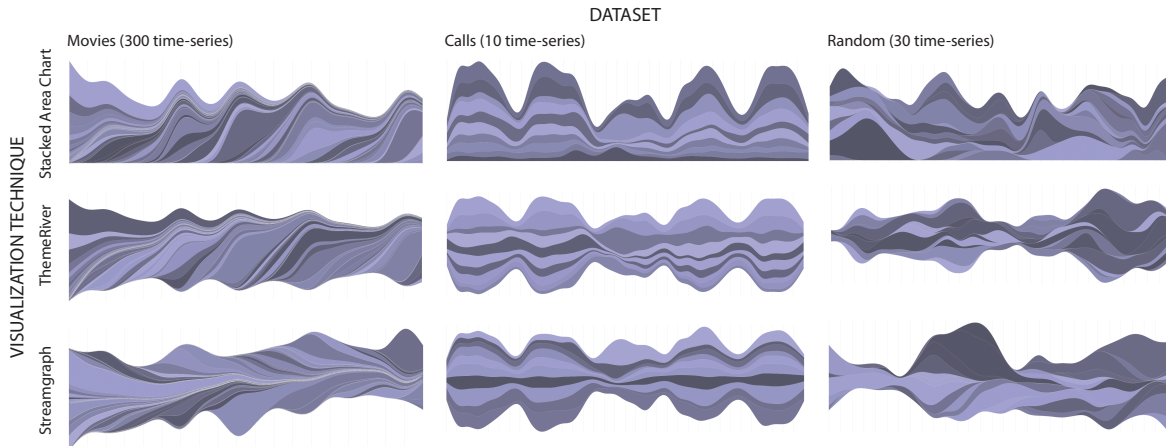 DATASET
Movies (300 time-series)
Calls (10 time-series)
Random (30 time-series)
VISUALIZATION TECHNIQUE
Stacked Area Chart
ThemeRiver
Streamgraph